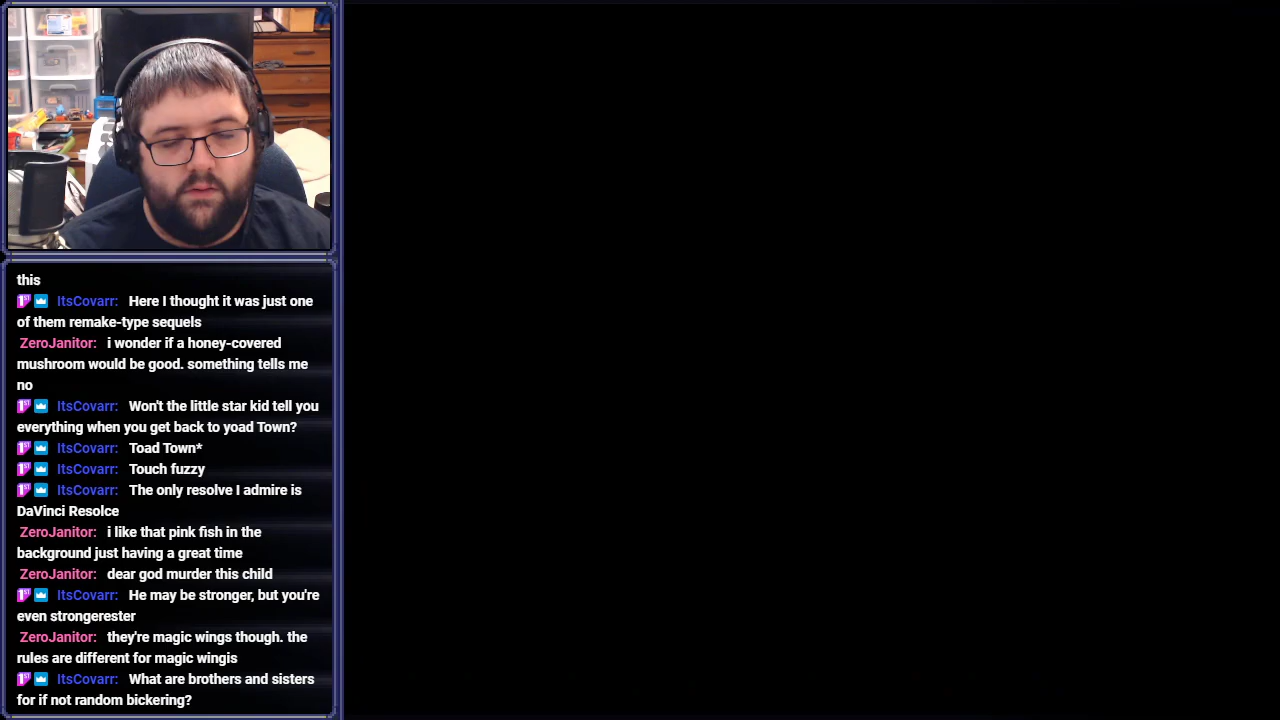 this
ItsCovarr: Here I thought it was just one
of them remake-type sequels
ZeroJanitor: i wonder if a honey-covered
mushroom would be good. something tells me
no
ItsCovarr: Won't the little star kid tell you
everything when you get back to yoad Town?
ItsCovarr: Toad Town*
ItsCovarr: Touch fuzzy
ItsCovarr: The only resolve I admire is
DaVinci Resolce
ZeroJanitor: i like that pink fish in the
background just having a great time
ZeroJanitor: dear god murder this child
ItsCovarr: He may be stronger, but you're
even strongerester
ZeroJanitor: they're magic wings though. the
rules are different for magic wingis
ItsCovarr: What are brothers and sisters
for if not random bickering?